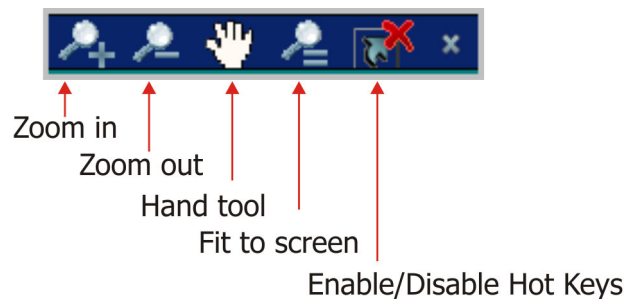 Zoom in
Zoom out
Hand tool
Fit to screen
Enable/Disable Hot Keys